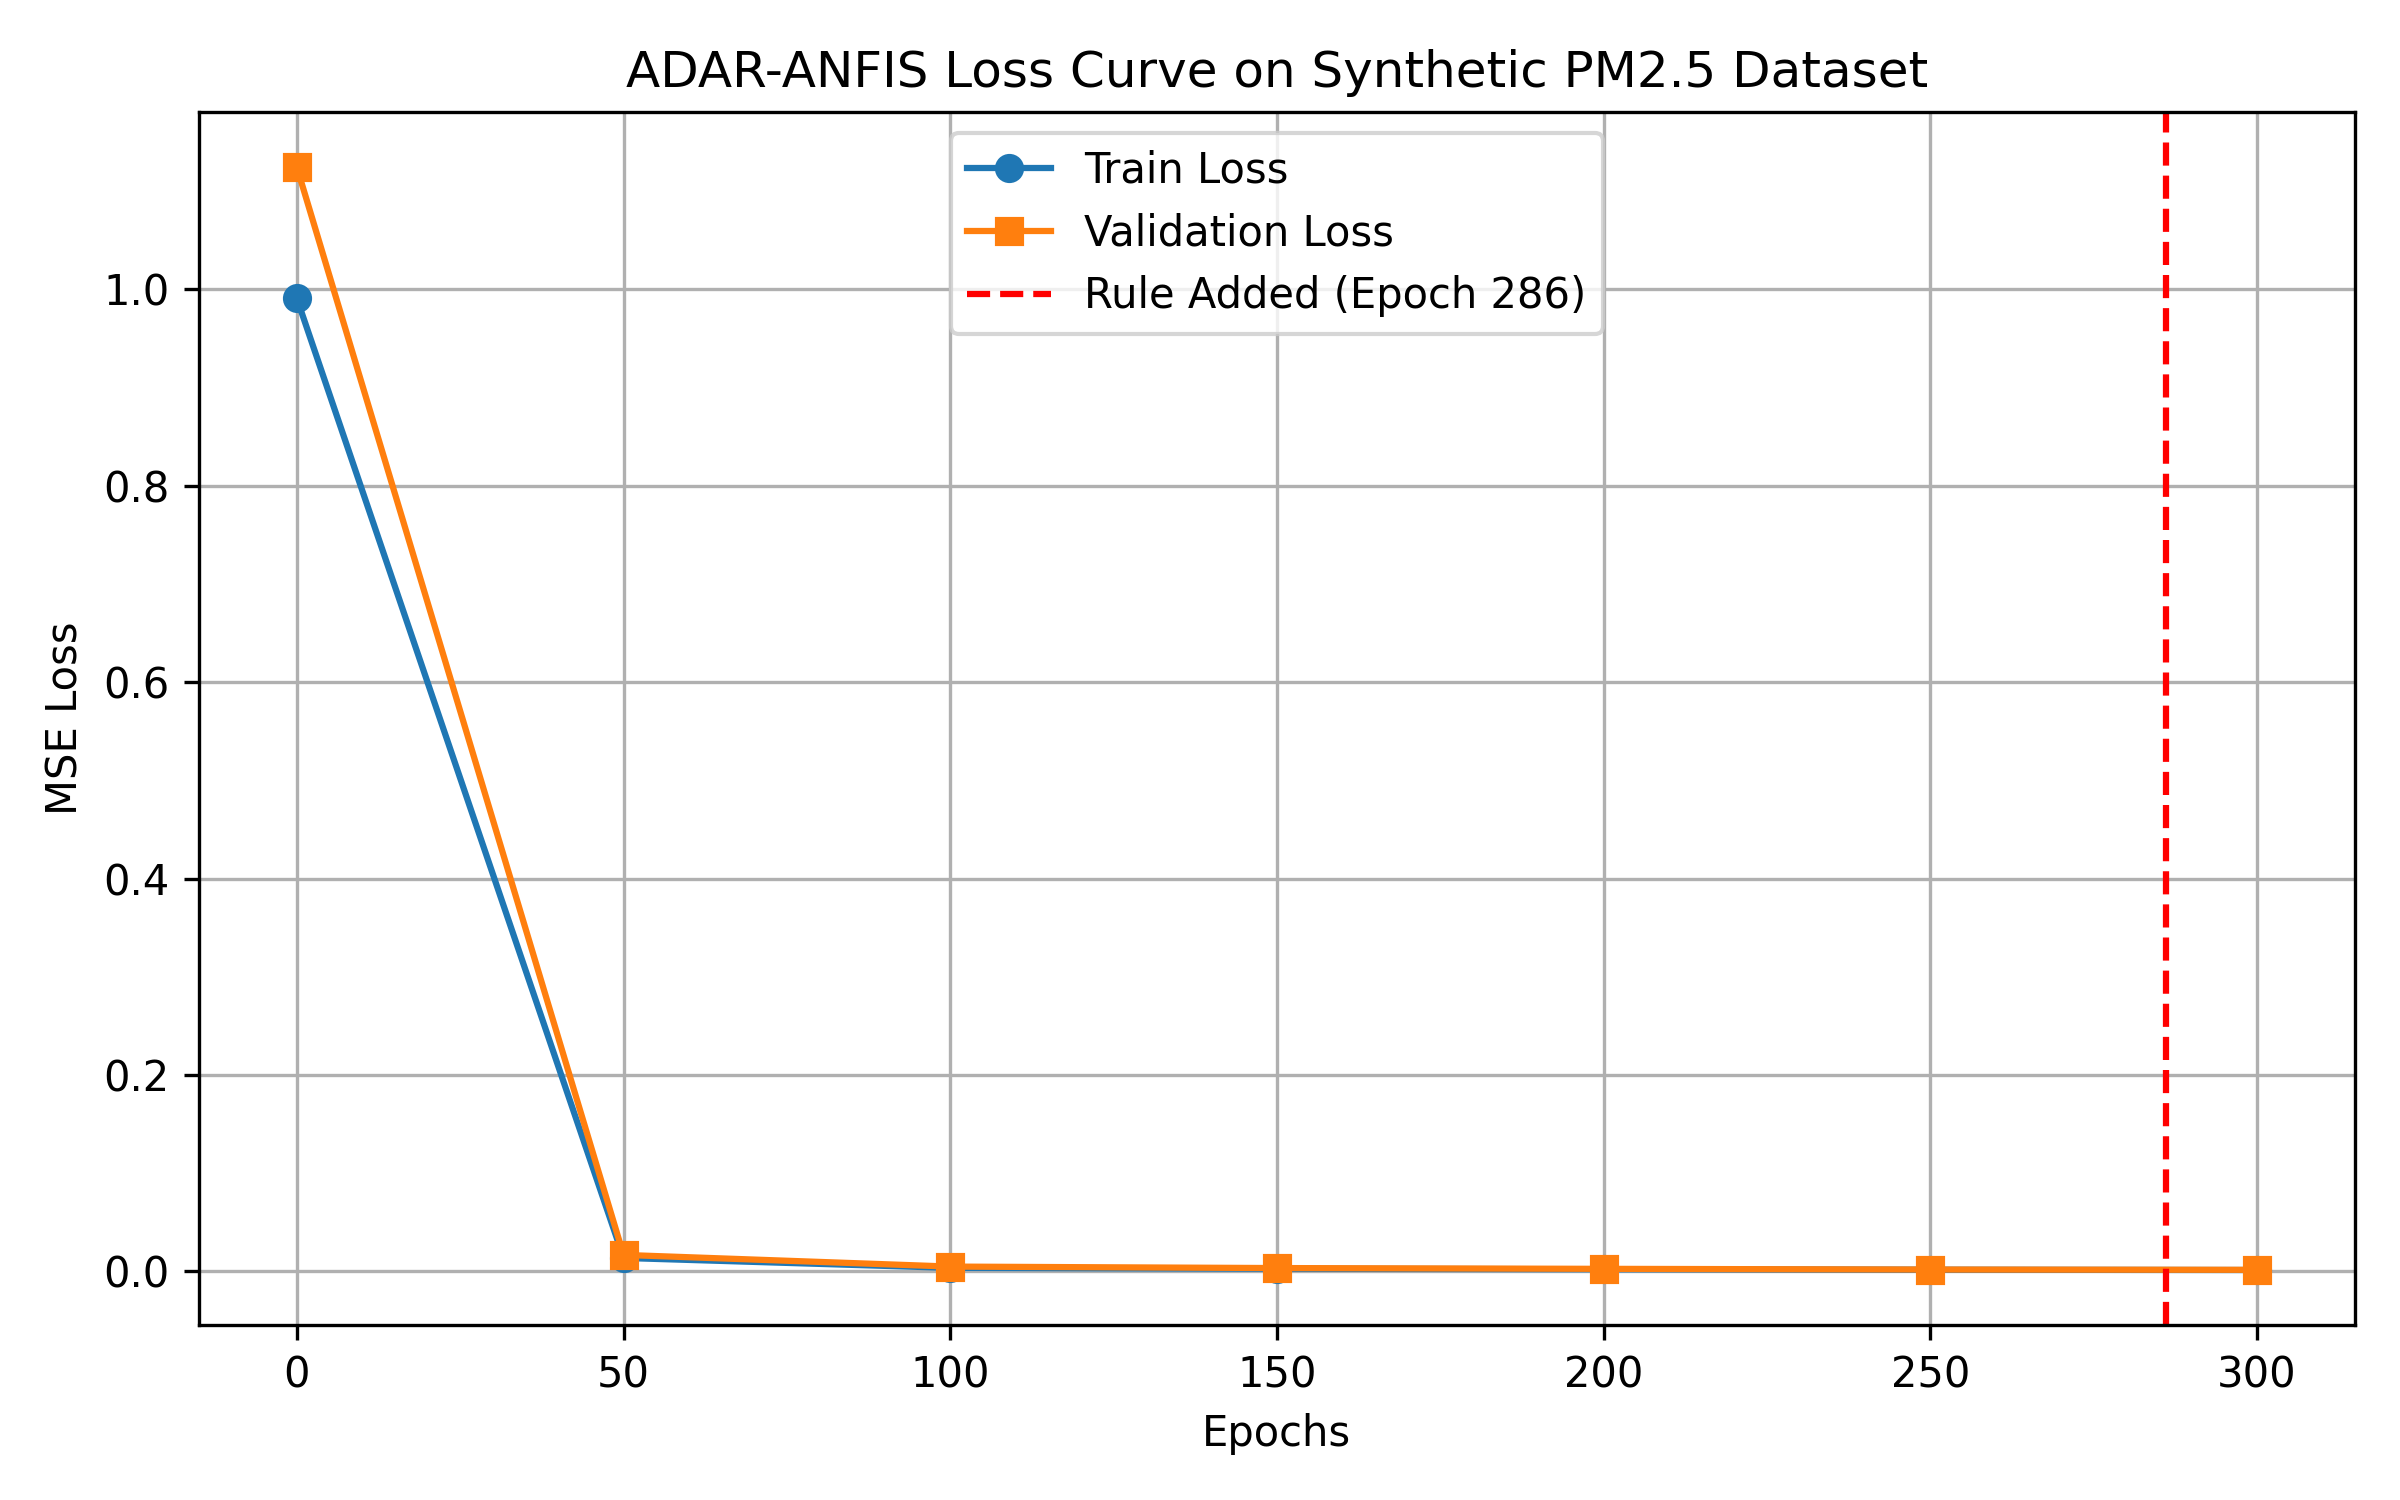 ADAR-ANFIS Loss Curve on Synthetic PM2.5 Dataset
Train Loss
Validation Loss
Rule Added (Epoch 286)
MSE Loss
1.0
0.8
0.6
0.4
0.2
0.0
0 50 100 150 200 250 300
Epochs